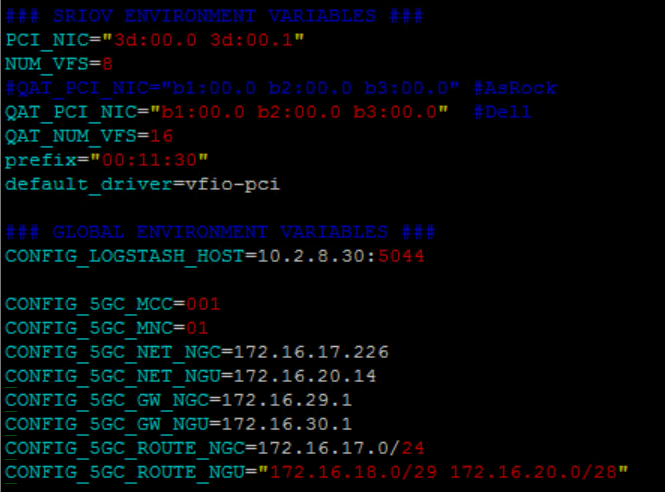 ### SRIOV ENVIRONMENT VARIABLES ###
PCI_NIC="3d:00.0 3d:00.1"
NUM_VFS=8
#QAT_PCI_NIC="b1:00.0 b2:00.0 b3:00.0" #AsRock
QAT_PCI_NIC="b1:00.0 b2:00.0 b3:00.0"  #Dell
QAT_NUM_VFS=16
prefix="00:11:30"
default_driver=vfio-pci

### GLOBAL ENVIRONMENT VARIABLES ###
CONFIG_LOGSTASH_HOST=10.2.8.30:5044

CONFIG_5GC_MCC=001
CONFIG_5GC_MNC=01
CONFIG_5GC_NET_NGC=172.16.17.226
CONFIG_5GC_NET_NGU=172.16.20.14
CONFIG_5GC_GW_NGC=172.16.29.1
CONFIG_5GC_GW_NGU=172.16.30.1
CONFIG_5GC_ROUTE_NGC=172.16.17.0/24
CONFIG_5GC_ROUTE_NGU="172.16.18.0/29 172.16.20.0/28"